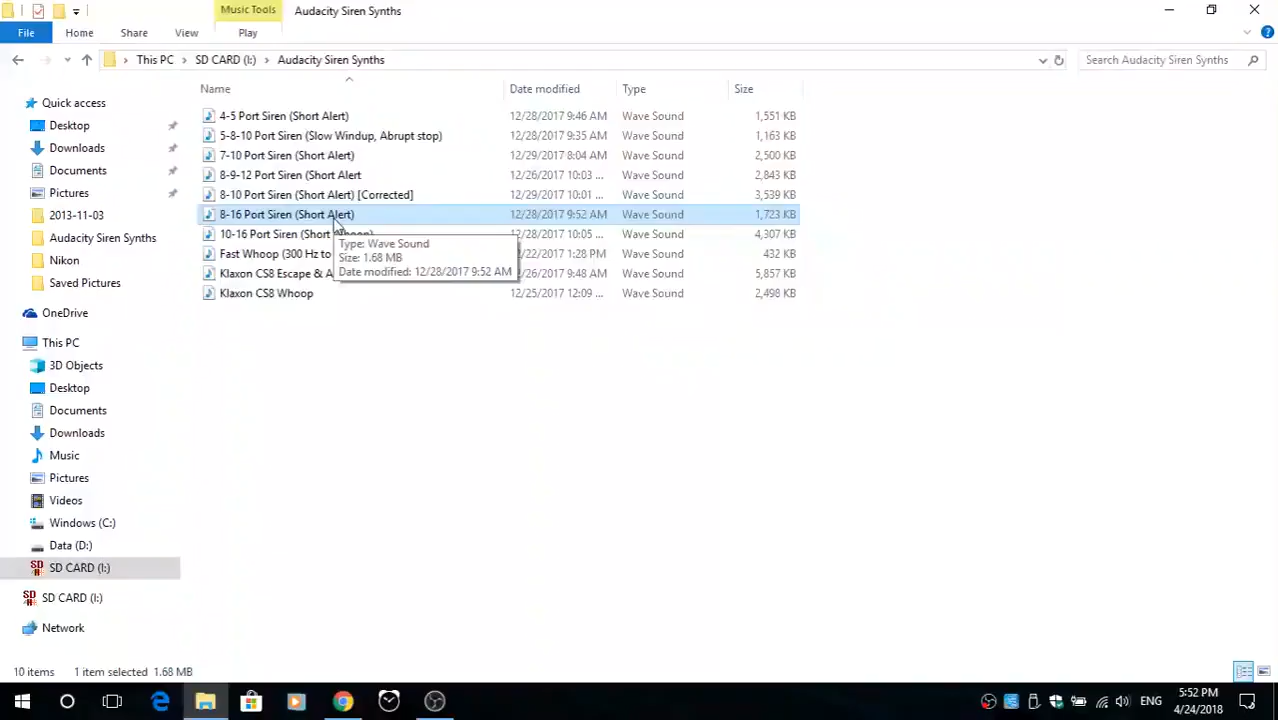 Music Tools
Audacity Siren Synths
File
Home
Share
View
Play
This PC
SD CARD (I:)
Audacity Siren Synths
Search Audacity Siren Synths
Name
Date modified
Type
Size
4-5 Port Siren (Short Alert)
12/28/2017 9:46 AM
Wave Sound
1,551 KB
5-8-10 Port Siren (Slow Windup, Abrupt stop)
12/28/2017 9:35 AM
Wave Sound
1,163 KB
7-10 Port Siren (Short Alert)
12/29/2017 8:04 AM
Wave Sound
2,500 KB
8-9-12 Port Siren (Short Alert
12/26/2017 10:03 ...
Wave Sound
2,843 KB
8-10 Port Siren (Short Alert) [Corrected]
12/29/2017 10:01 ...
Wave Sound
3,539 KB
8-16 Port Siren (Short Alert)
12/28/2017 9:52 AM
Wave Sound
1,723 KB
10-16 Port Siren (Short
12/28/2017 10:05 ...
Wave Sound
4,307 KB
Fast Whoop (300 Hz to
/22/2017 1:28 PM
Wave Sound
432 KB
Klaxon CS8 Escape & A
/26/2017 9:48 AM
Wave Sound
5,857 KB
Klaxon CS8 Whoop
12/25/2017 12:09 ...
Wave Sound
2,498 KB
Type: Wave Sound
Size: 1.68 MB
Date modified: 12/28/2017 9:52 AM
Quick access
Desktop
Downloads
Documents
Pictures
2013-11-03
Audacity Siren Synths
Nikon
Saved Pictures
OneDrive
This PC
3D Objects
Desktop
Documents
Downloads
Music
Pictures
Videos
Windows (C:)
Data (D:)
SD CARD (I:)
SD CARD (I:)
Network
10 items
1 item selected 1.68 MB
ENG
5:52 PM
4/24/2018